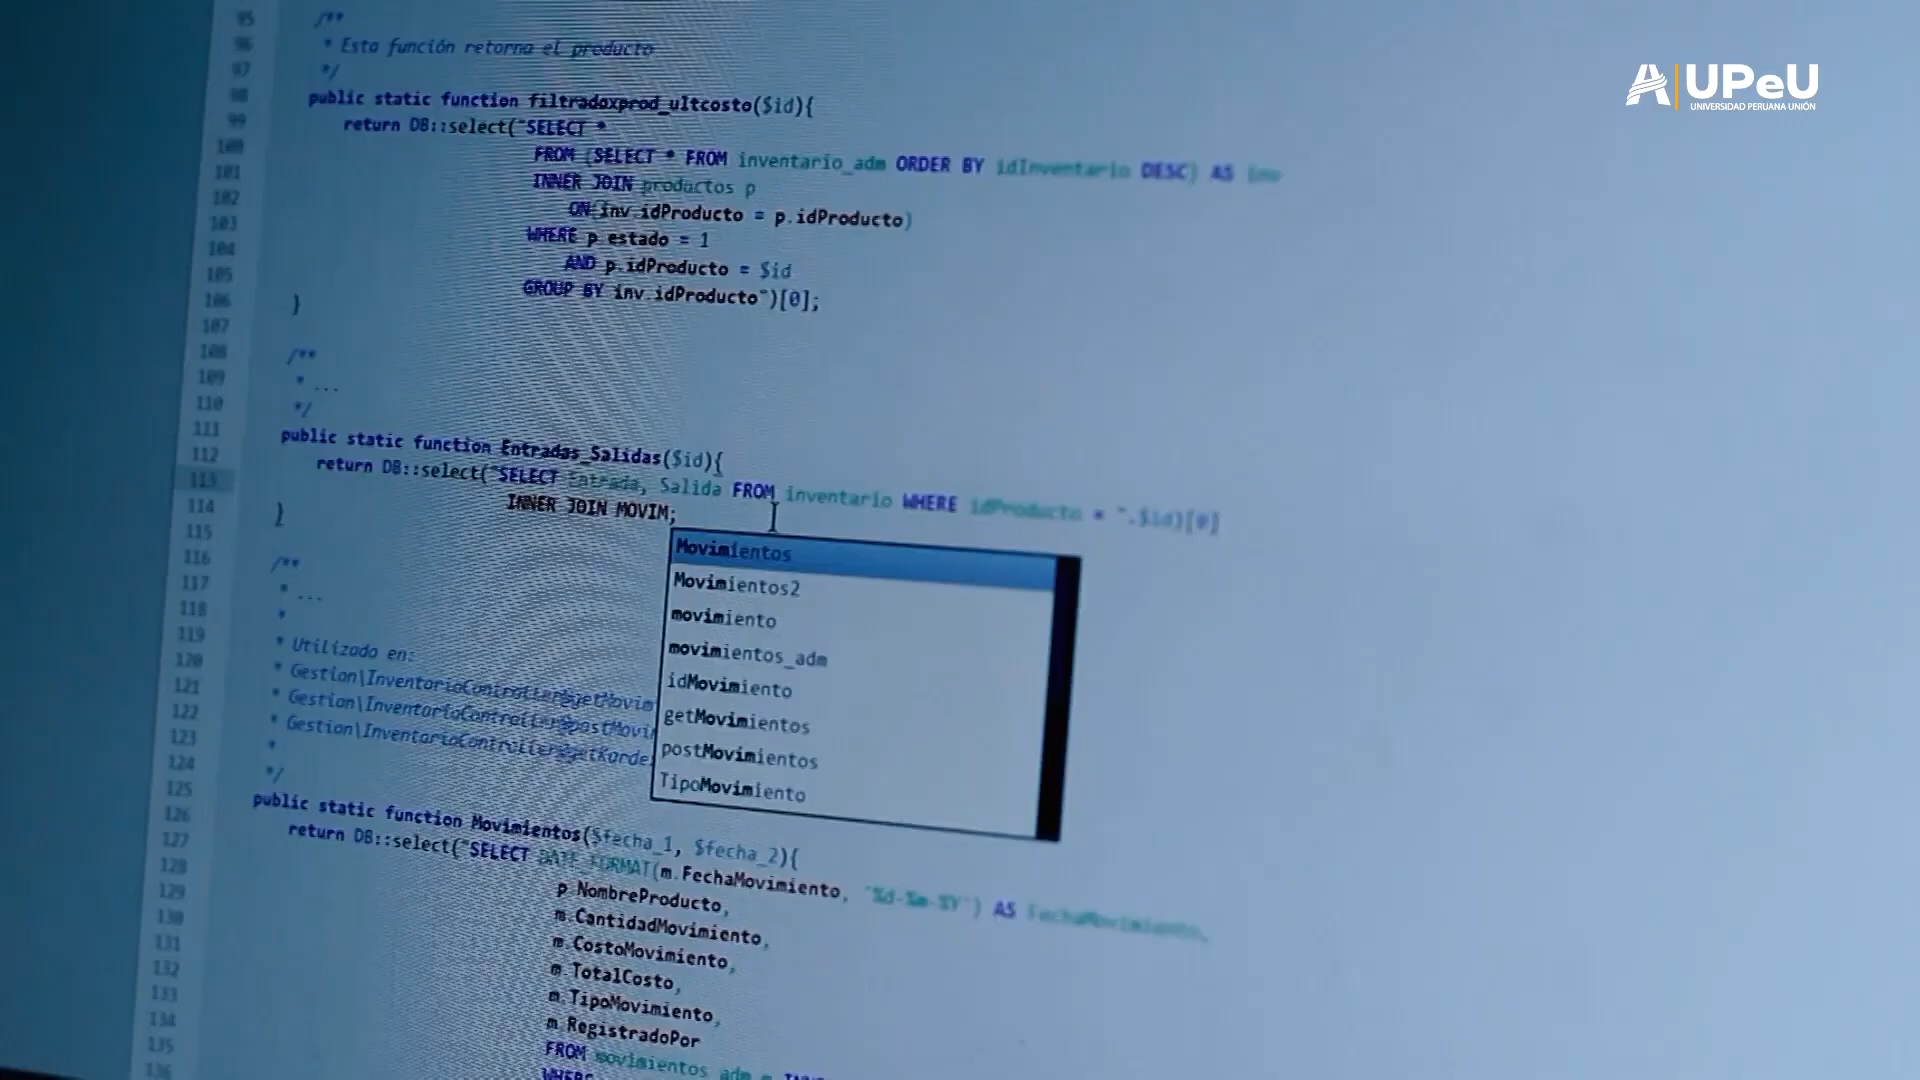 UPeU
UNIVERSIDAD PERUANA UNIÓN
95 /**
96 * Esta función retorna el producto
97 */
98 public static function filtradoxprod_ultcosto($id){
99 return DB::select("SELECT *
100 FROM (SELECT * FROM inventario_adm ORDER BY idInventario DESC) AS inv
101 INNER JOIN productos p
102 ON(inv.idProducto = p.idProducto)
103 WHERE p.estado = 1
104 AND p.idProducto = $id
105 GROUP BY inv.idProducto")[0];
106 }
107
108 /**
109 * ...
110 */
111 public static function Entradas_Salidas($id){
112 return DB::select("SELECT Entrada, Salida FROM inventario WHERE idProducto = ".$id)[0]
113 INNER JOIN MOVIM;
114 }
115
116 /**
117 * ...
118 *
119 * Utilizado en:
120 * Gestion\InventarioController@getMovim
121 * Gestion\InventarioController@postMovim
122 * Gestion\InventarioController@getKarde
123 *
124 */
125 public static function Movimientos($fecha_1, $fecha_2){
126 return DB::select("SELECT DATE_FORMAT(m.FechaMovimiento, "%d-%m-%Y") AS FechaMovimiento,
127 p.NombreProducto,
128 m.CantidadMovimiento,
129 m.CostoMovimiento,
130 m.TotalCosto,
131 m.TipoMovimiento,
132 m.RegistradoPor
133 FROM movimientos_adm
134 WHERE
135
136
Movimientos
Movimientos2
movimiento
movimientos_adm
idMovimiento
getMovimientos
postMovimientos
TipoMovimiento